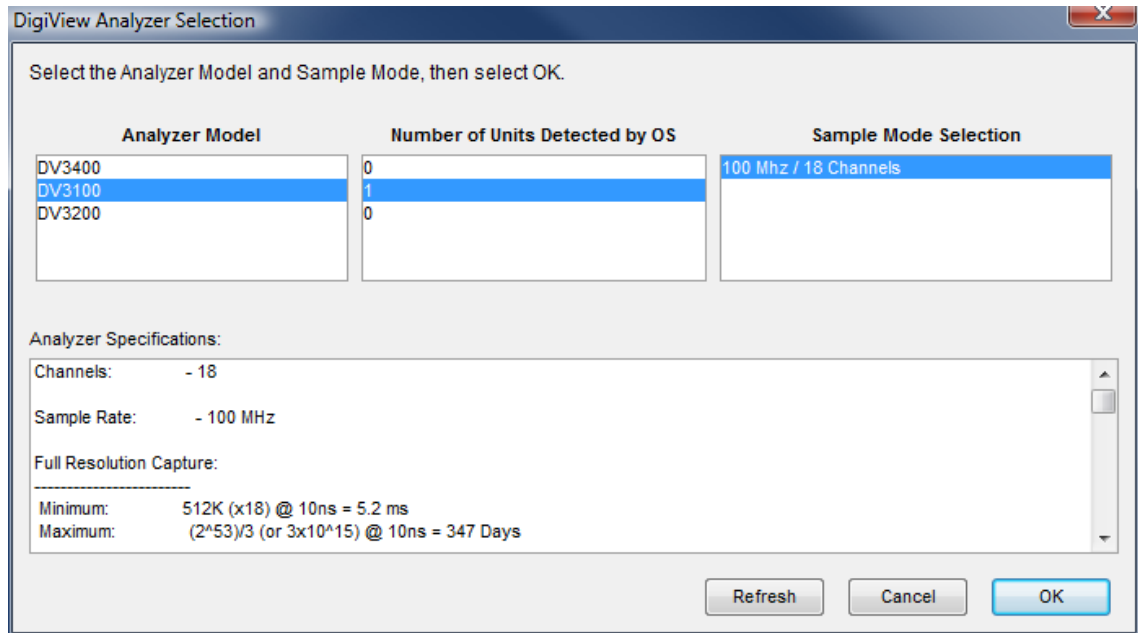 DigiView Analyzer Selection
Select the Analyzer Model and Sample Mode, then select OK.
Analyzer Model Number of Units Detected by OS Sample Mode Selection
DV3400 0 100 Mhz / 18 Channels
DV3100 1
DV3200 0
Analyzer Specifications:
Channels: - 18
Sample Rate: - 100 MHz
Full Resolution Capture:
------------------------
Minimum: 512K (x18) @ 10ns = 5.2 ms
Maximum: (2^53)/3 (or 3x10^15) @ 10ns = 347 Days
Refresh Cancel OK